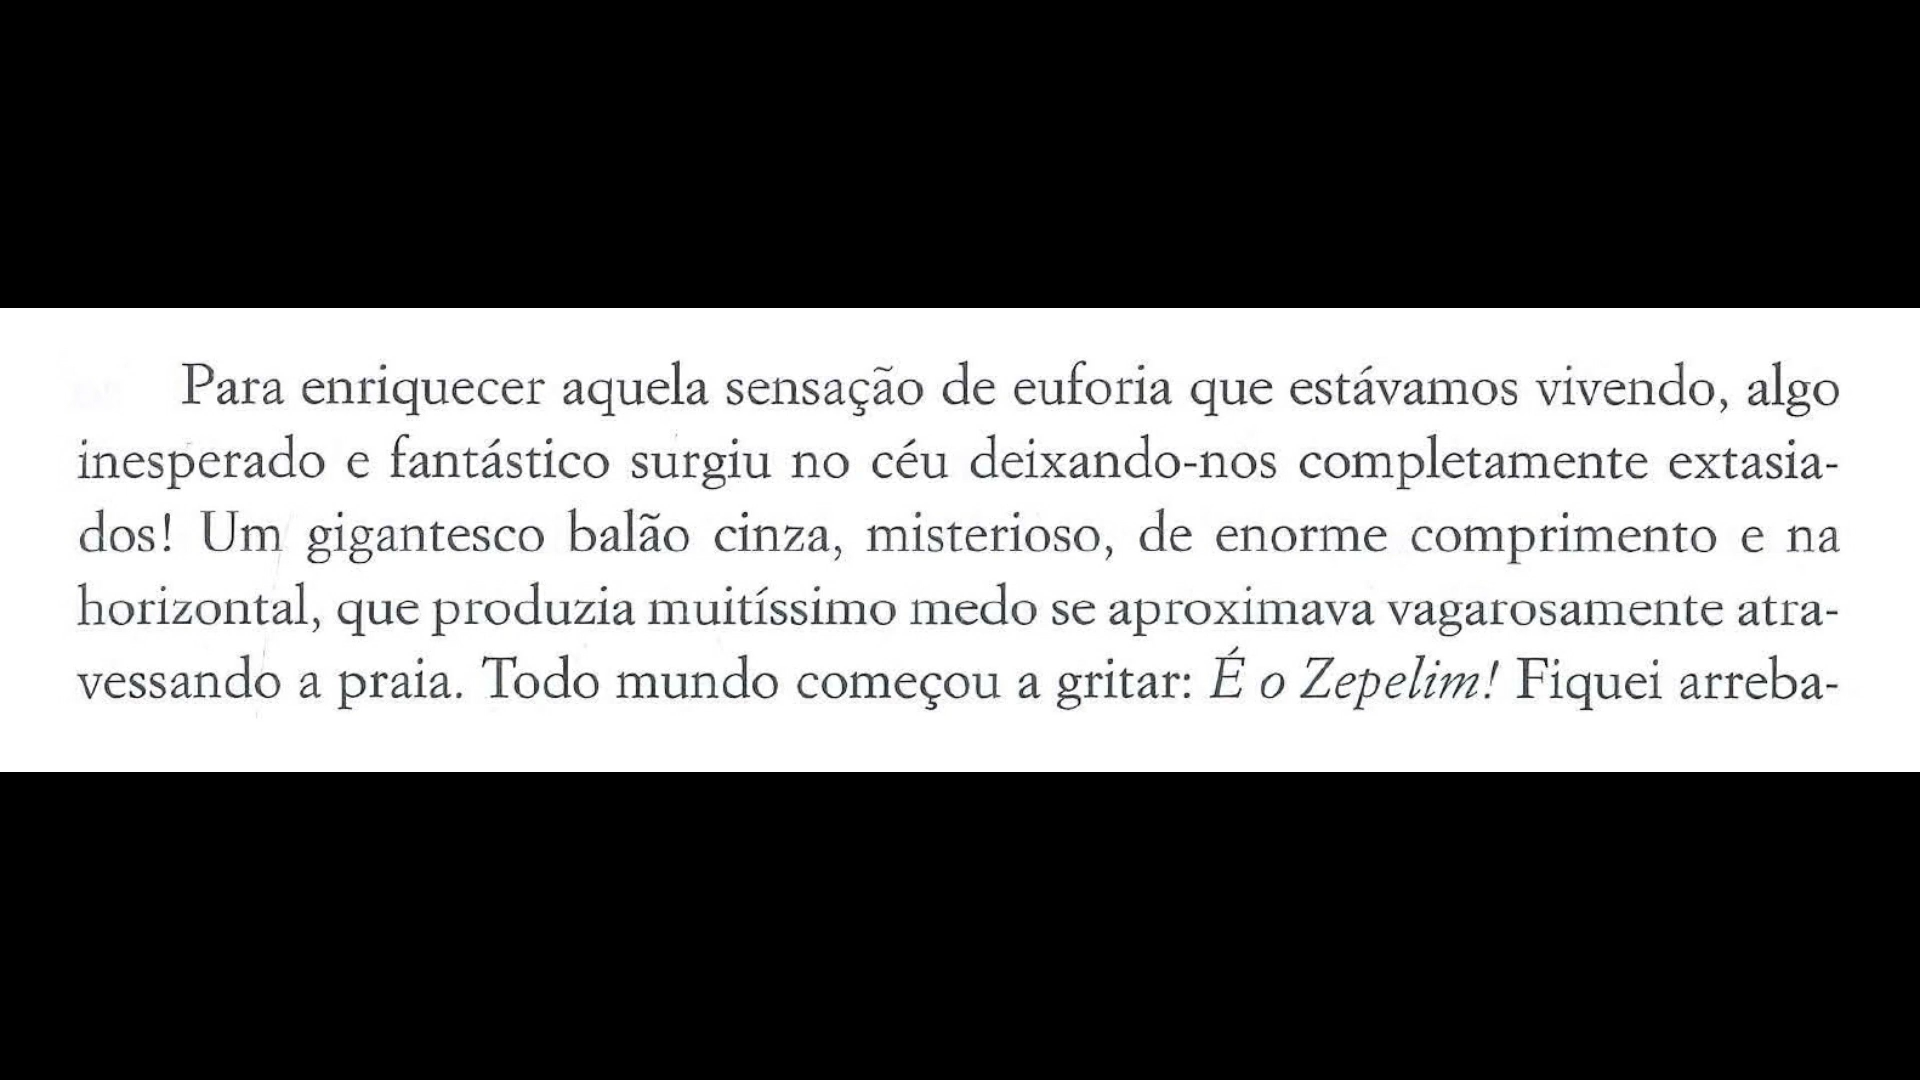 Para enriquecer aquela sensação de euforia que estávamos vivendo, algo
inesperado e fantástico surgiu no céu deixando-nos completamente extasia-
dos! Um gigantesco balão cinza, misterioso, de enorme comprimento e na
horizontal, que produzia muitíssimo medo se aproximava vagarosamente atra-
vessando a praia. Todo mundo começou a gritar: É o Zepelim! Fiquei arreba-